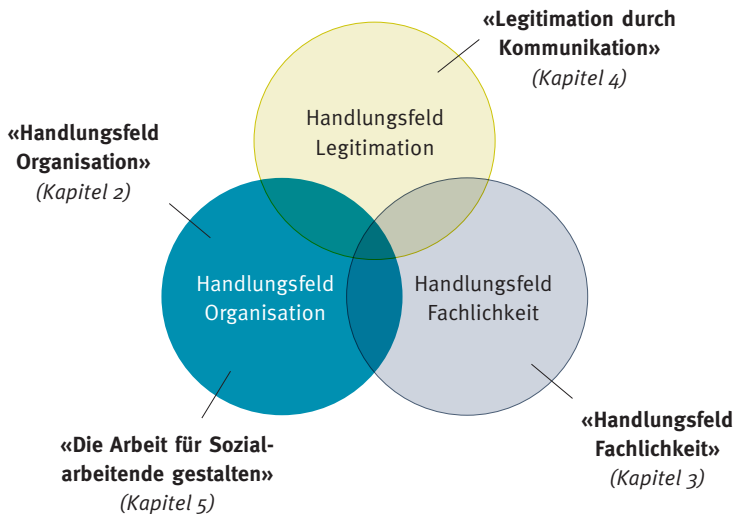 «Legitimation durch
Kommunikation»
(Kapitel 4)
Handlungsfeld
Legitimation
«Handlungsfeld
Organisation»
(Kapitel 2)
Handlungsfeld
Organisation
Handlungsfeld
Fachlichkeit
«Die Arbeit für Sozial-
arbeitende gestalten»
(Kapitel 5)
«Handlungsfeld
Fachlichkeit»
(Kapitel 3)